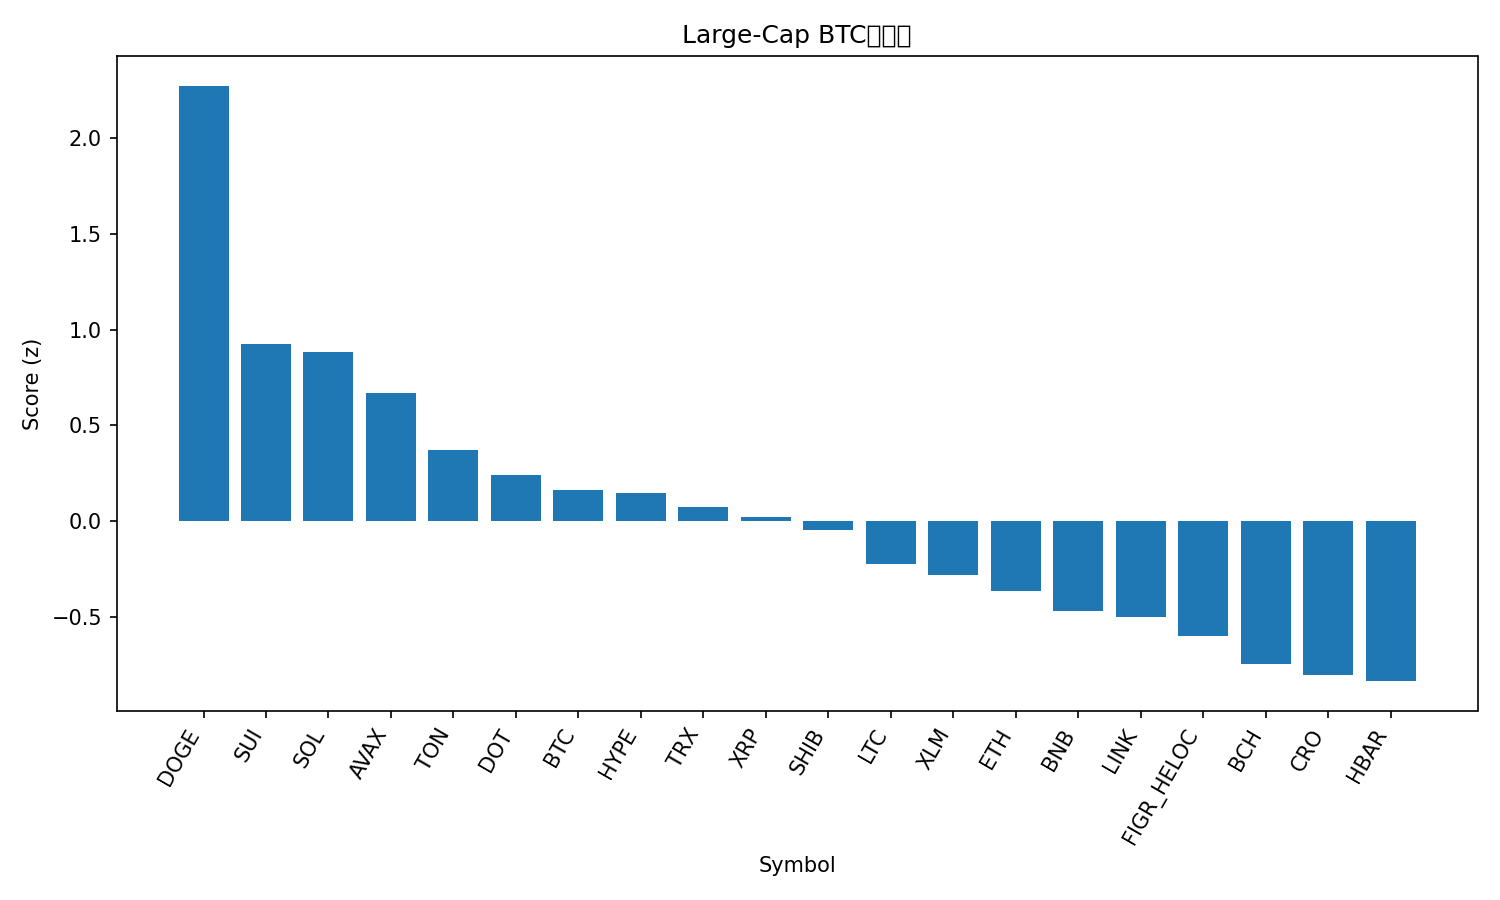 Large-Cap BTC
2.0
1.5
1.0
0.5
0.0
−0.5
Score (z)
DOGE
SUI
SOL
AVAX
TON
DOT
BTC
HYPE
TRX
XRP
SHIB
LTC
XLM
ETH
BNB
LINK
FIGR_HELOC
BCH
CRO
HBAR
Symbol